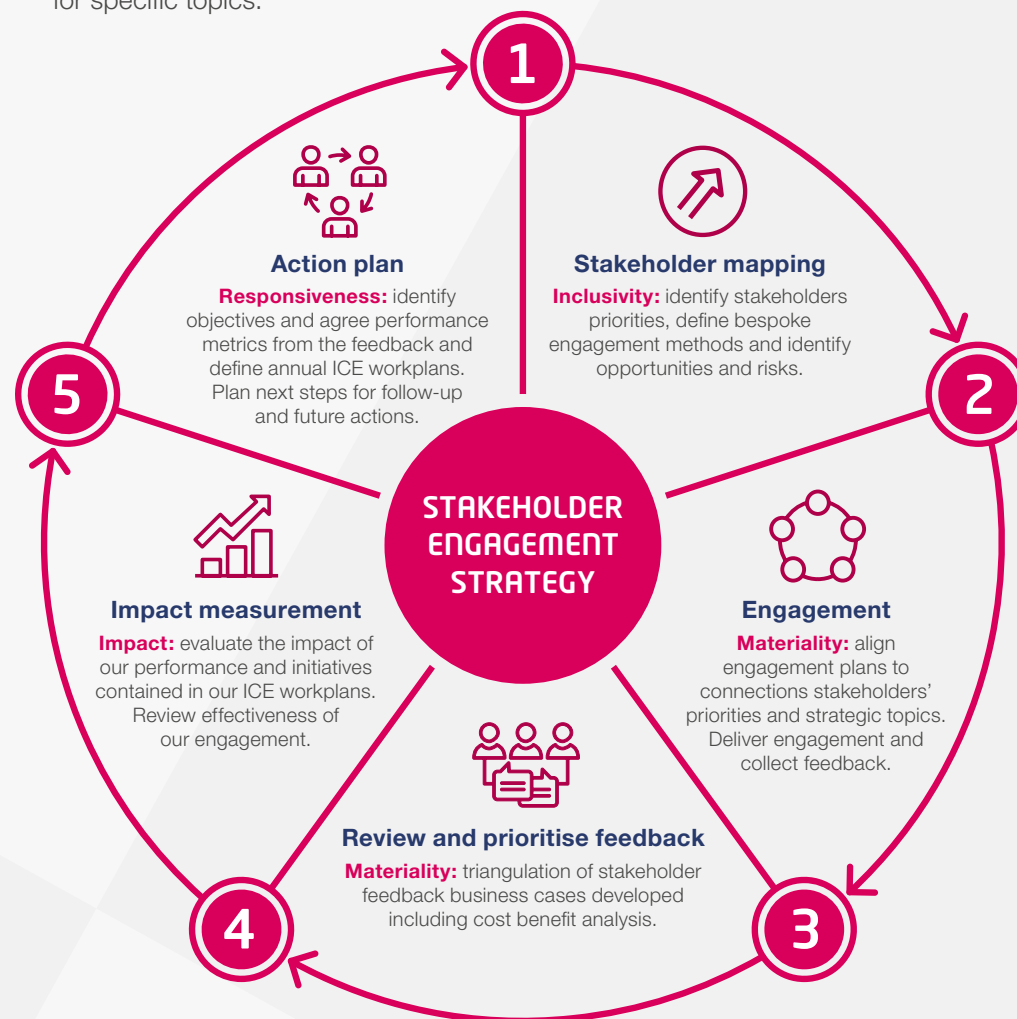 for specific topics.
1
Stakeholder mapping
Inclusivity: identify stakeholders
priorities, define bespoke
engagement methods and identify
opportunities and risks.
2
Engagement
Materiality: align
engagement plans to
connections stakeholders’
priorities and strategic topics.
Deliver engagement and
collect feedback.
3
Review and prioritise feedback
Materiality: triangulation of stakeholder
feedback business cases developed
including cost benefit analysis.
4
Impact measurement
Impact: evaluate the impact of
our performance and initiatives
contained in our ICE workplans.
Review effectiveness of
our engagement.
5
Action plan
Responsiveness: identify
objectives and agree performance
metrics from the feedback and
define annual ICE workplans.
Plan next steps for follow-up
and future actions.
STAKEHOLDER
ENGAGEMENT
STRATEGY